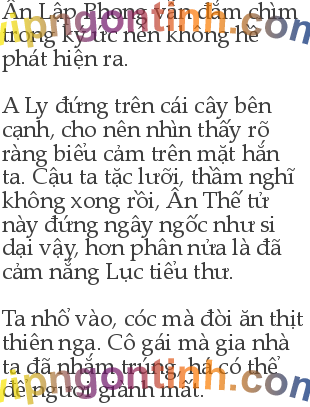 Ân Lập Phong vẫn đắm chìm
trong ký ức nên không hề
phát hiện ra.
A Ly đứng trên cái cây bên
cạnh, cho nên nhìn thấy rõ
ràng biểu cảm trên mặt hắn
ta. Cậu ta tặc lưỡi, thầm nghĩ
không xong rồi, Ân Thế tử
này đứng ngây ngốc như si
dại vậy, hơn phân nửa là đã
cảm nắng Lục tiểu thư.
Ta nhổ vào, cóc mà đòi ăn thịt
thiên nga. Cô gái mà gia nhà
ta đã nhắm trúng, há có thể
để người giành mất.
vipngontinh.com
vipngontinh.com